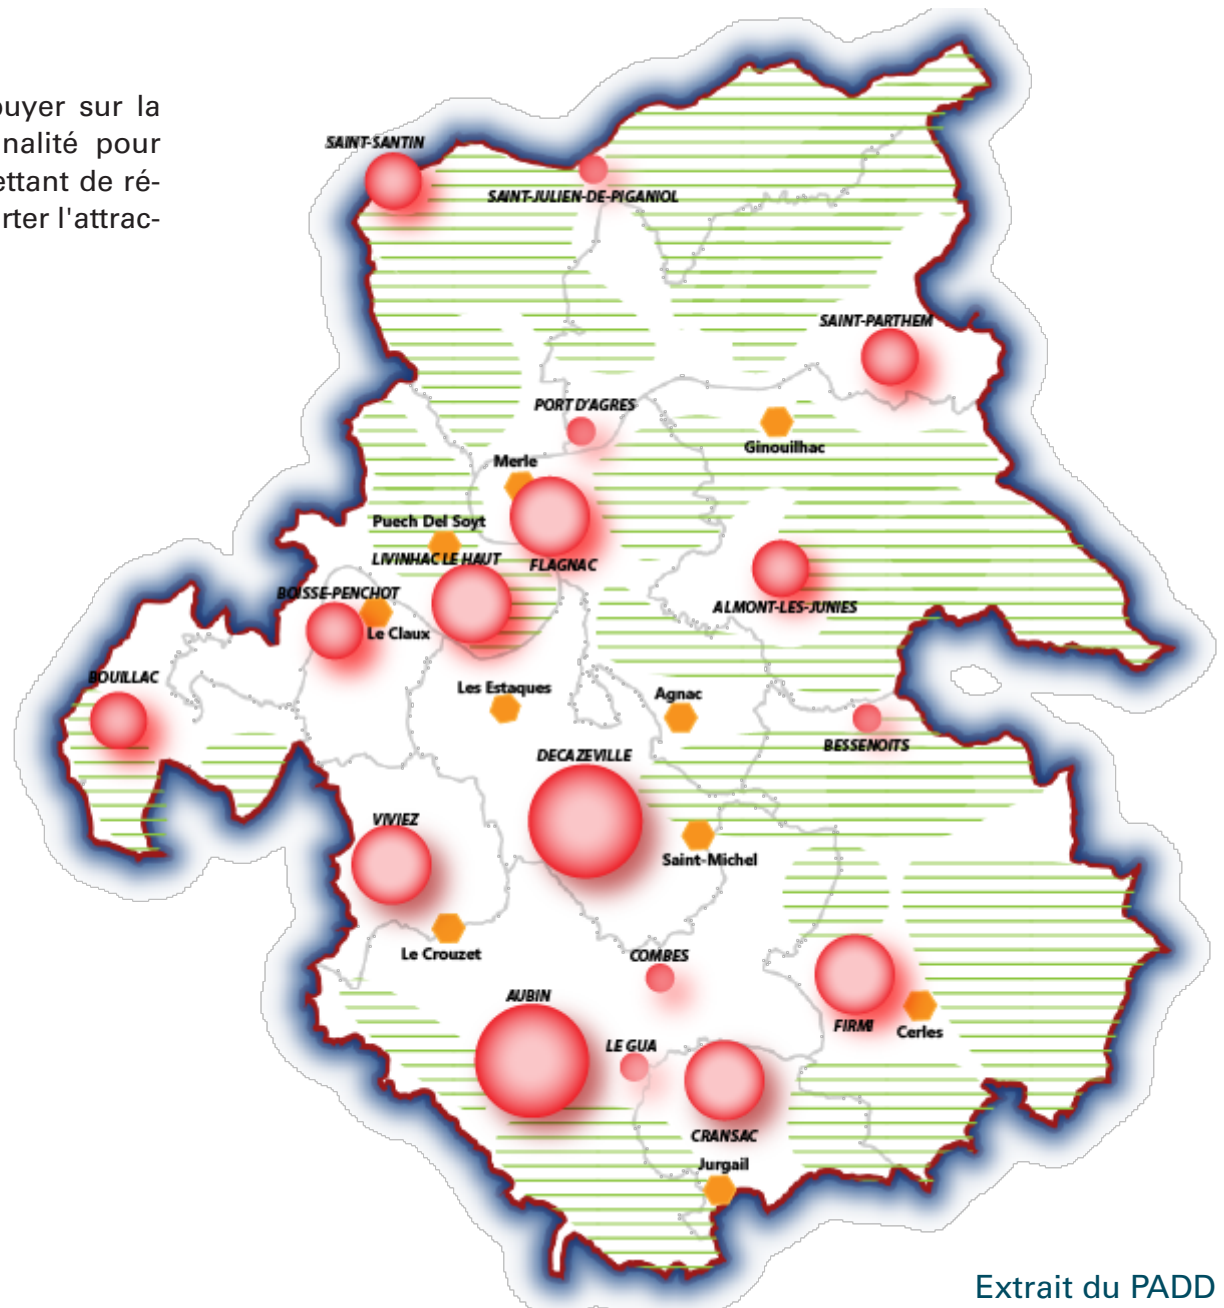 ouyer sur la
nalité pour
ettant de ré-
rter l'attrac-
SAINT-SANTIN
SAINT-JULIEN-DE-PIGANIOL
SAINT-PARTHEM
PORT D'AGRES
Ginouilhac
Merle
Puech Del Soyt
LIVINHAC LE HAUT
FLAGNAC
BOISSE-PENCHOT
ALMONT-LES-JUNIES
Le Claux
BOUILLAC
Les Estaques
Agnac
BESSENOITS
DECAZEVILLE
VIVIEZ
Saint-Michel
Le Crouzet
COMBES
AUBIN
FIRMI
Cerles
LE GUA
CRANSAC
Jurgail
Extrait du PADD